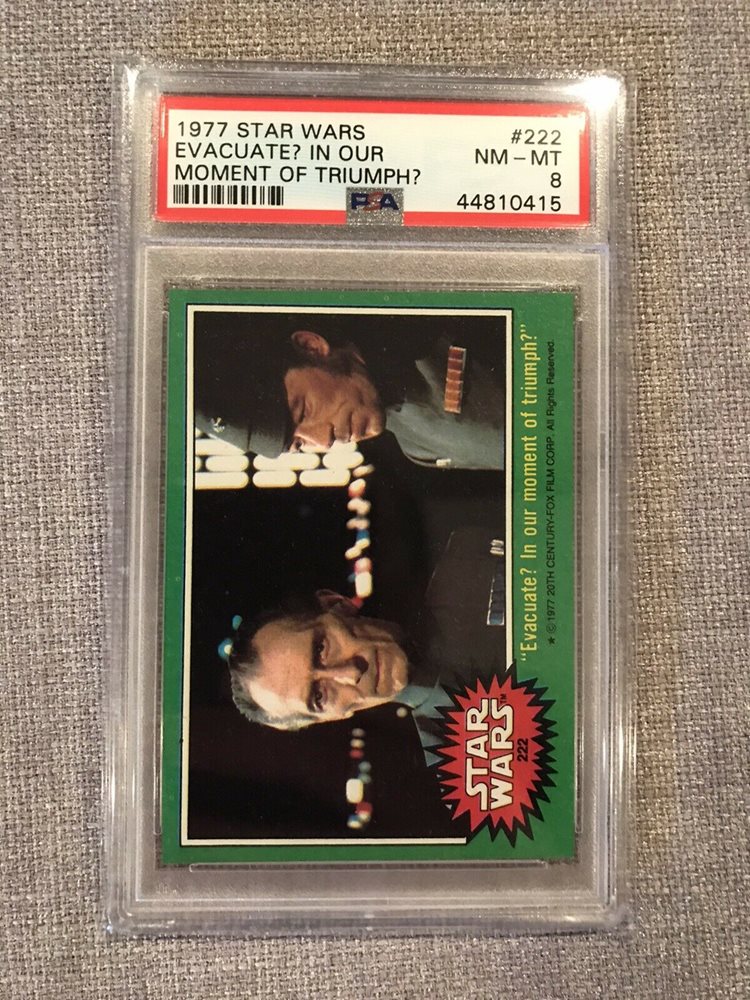 1977 STAR WARS #222
EVACUATE? IN OUR NM - MT
MOMENT OF TRIUMPH? 8
PSA 44810415
"Evacuate? In our moment of triumph?"
★ © 1977 20TH CENTURY-FOX FILM CORP. All Rights Reserved.
STAR
WARS™
222